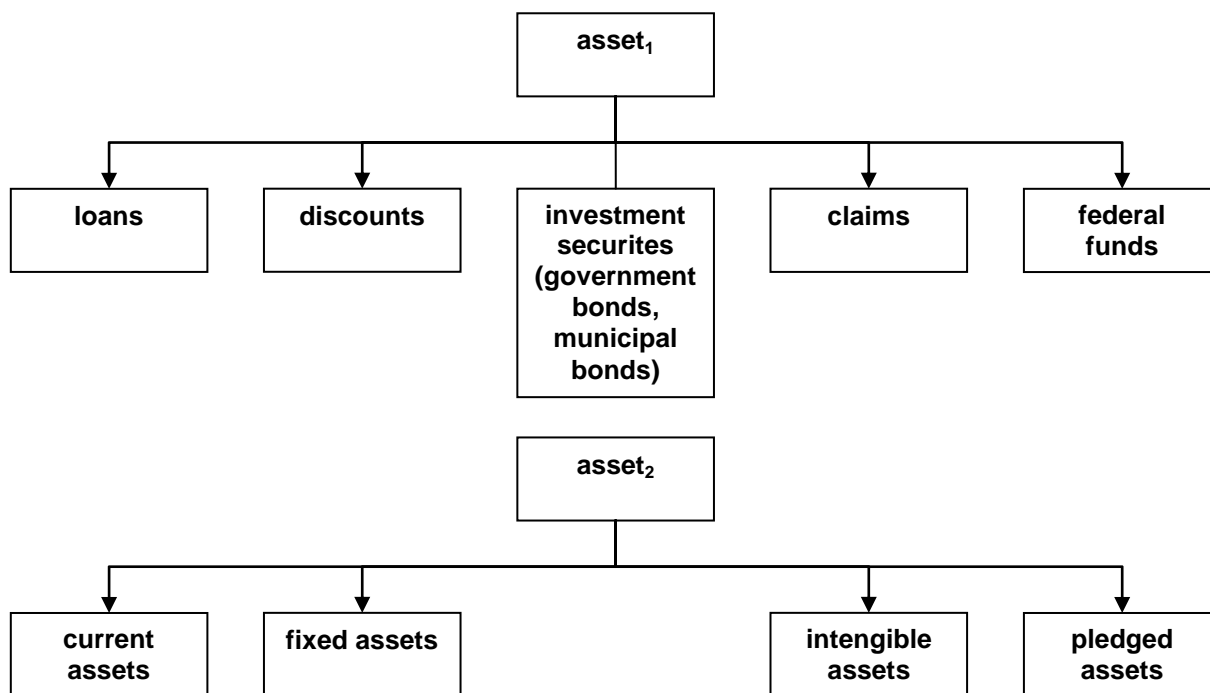 asset₁
loans
discounts
investment
securites
(government
bonds,
municipal
bonds)
claims
federal
funds
asset₂
current
assets
fixed assets
intengible
assets
pledged
assets